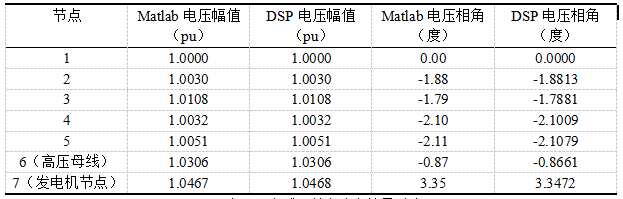 节点 Matlab 电压幅值 DSP 电压幅值 Matlab 电压相角 DSP 电压相角
（pu） （pu） （度） （度）
1 1.0000 1.0000 0.00 0.0000
2 1.0030 1.0030 -1.88 -1.8813
3 1.0108 1.0108 -1.79 -1.7881
4 1.0032 1.0032 -2.10 -2.1009
5 1.0051 1.0051 -2.11 -2.1079
6（高压母线） 1.0306 1.0306 -0.87 -0.8661
7（发电机节点） 1.0467 1.0468 3.35 3.3472